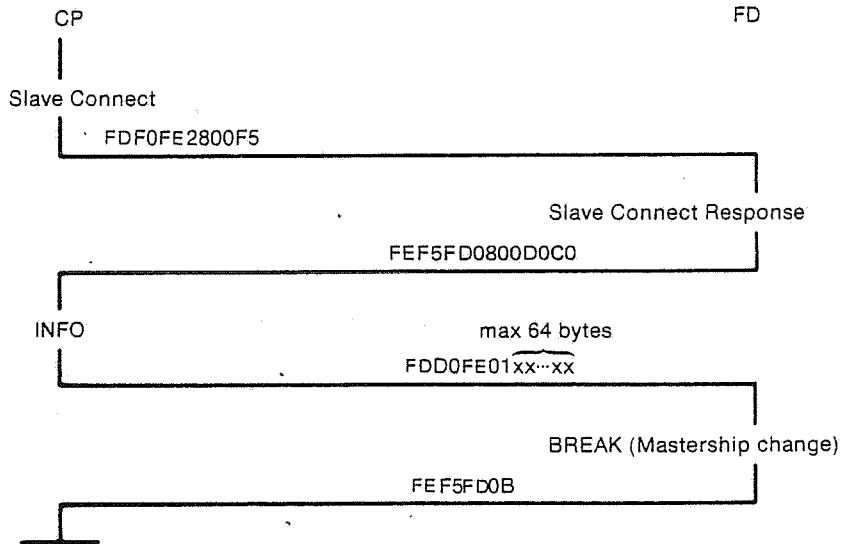 CP FD
Slave Connect
FDF0FE2800F5
Slave Connect Response
FEF5FD0800D0C0
INFO
max 64 bytes
FDD0FE01xx···xx
BREAK (Mastership change)
FEF5FD0B